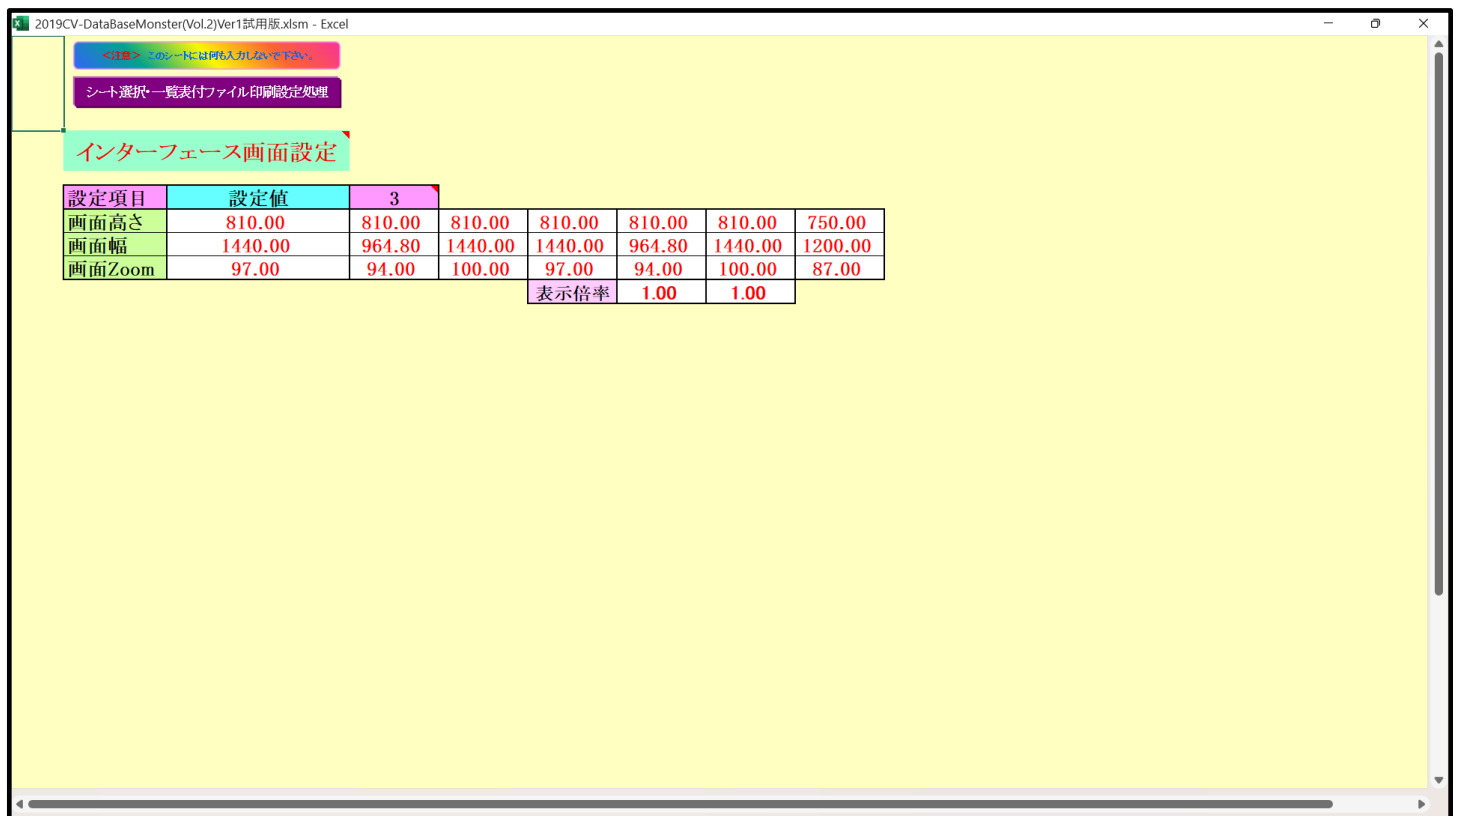 2019CV-DataBaseMonster(Vol.2)Ver1試用版.xlsm - Excel
＜注意＞ このシートには何も入力しないで下さい。
シート選択・一覧表付ファイル印刷設定処理
インターフェース画面設定
設定項目 設定値 3
画面高さ 810.00 810.00 810.00 810.00 810.00 810.00 750.00
画面幅 1440.00 964.80 1440.00 1440.00 964.80 1440.00 1200.00
画面Zoom 97.00 94.00 100.00 97.00 94.00 100.00 87.00
表示倍率 1.00 1.00